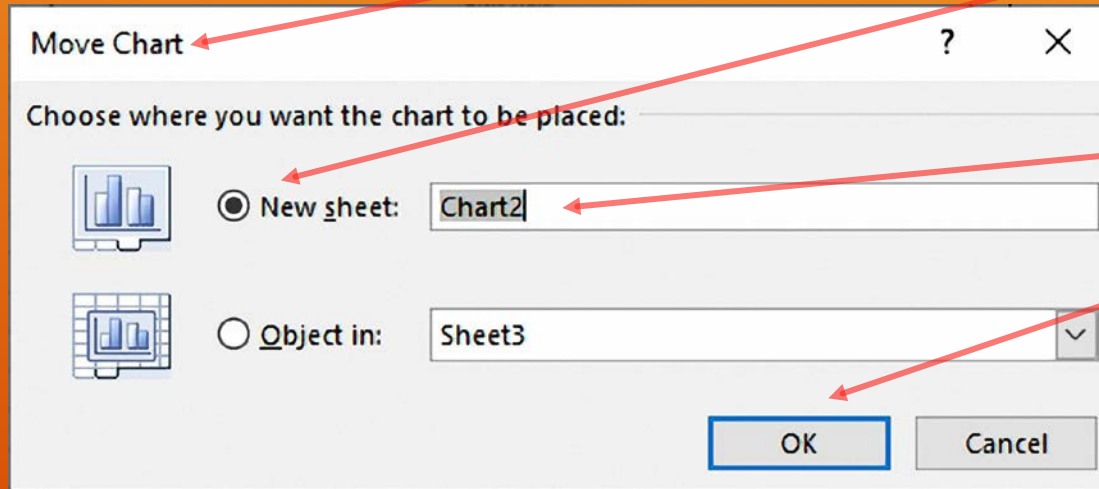 Move Chart ? X
Choose where you want the chart to be placed:
New sheet: Chart2
Object in: Sheet3
OK Cancel